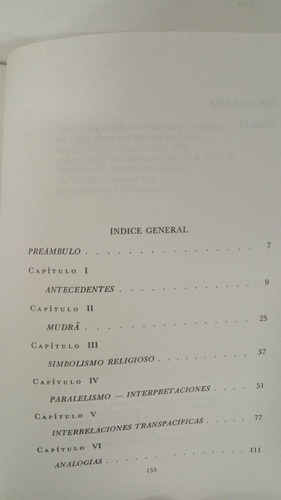 ÍNDICE GENERAL
PREÁMBULO . . . . . . . . . . . . . . . 7
CAPÍTULO I
ANTECEDENTES . . . . . . . . . . . . 9
CAPÍTULO II
MUDRĀ . . . . . . . . . . . . . . . 25
CAPÍTULO III
SIMBOLISMO RELIGIOSO . . . . . . . . . 37
CAPÍTULO IV
PARALELISMO — INTERPRETACIONES . . . . 51
CAPÍTULO V
INTERRELACIONES TRANSPACÍFICAS . . . . 77
CAPÍTULO VI
ANALOGÍAS . . . . . . . . . . . . . 111
155